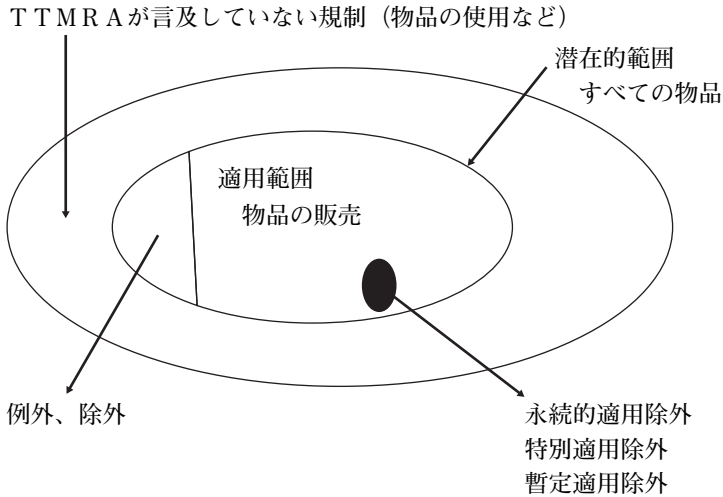 ＴＴＭＲＡが言及していない規制（物品の使用など）
潜在的範囲
すべての物品
適用範囲
物品の販売
例外、除外
永続的適用除外
特別適用除外
暫定適用除外